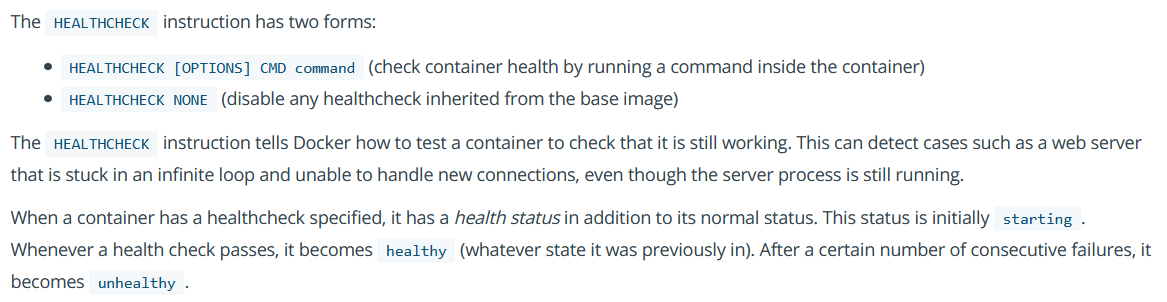 The HEALTHCHECK instruction has two forms:
• HEALTHCHECK [OPTIONS] CMD command (check container health by running a command inside the container)
• HEALTHCHECK NONE (disable any healthcheck inherited from the base image)
The HEALTHCHECK instruction tells Docker how to test a container to check that it is still working. This can detect cases such as a web server
that is stuck in an infinite loop and unable to handle new connections, even though the server process is still running.
When a container has a healthcheck specified, it has a health status in addition to its normal status. This status is initially starting .
Whenever a health check passes, it becomes healthy (whatever state it was previously in). After a certain number of consecutive failures, it
becomes unhealthy .